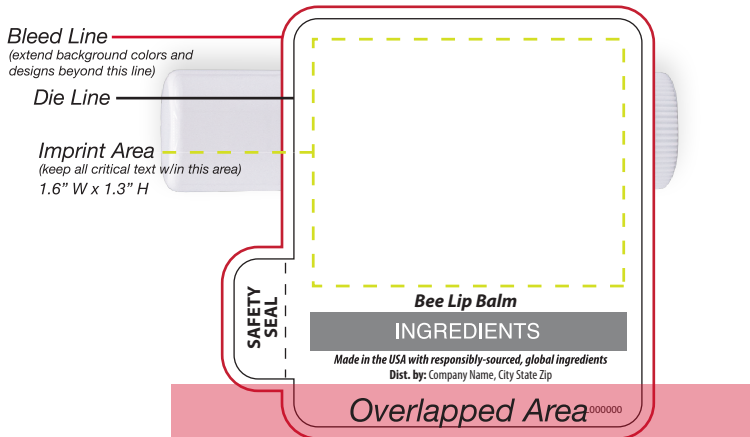 Bleed Line
(extend background colors and
designs beyond this line)
Die Line
Imprint Area
(keep all critical text w/in this area)
1.6” W x 1.3” H
SAFETY
SEAL
Bee Lip Balm
INGREDIENTS
Made in the USA with responsibly-sourced, global ingredients
Dist. by: Company Name, City State Zip
Overlapped Area
000000